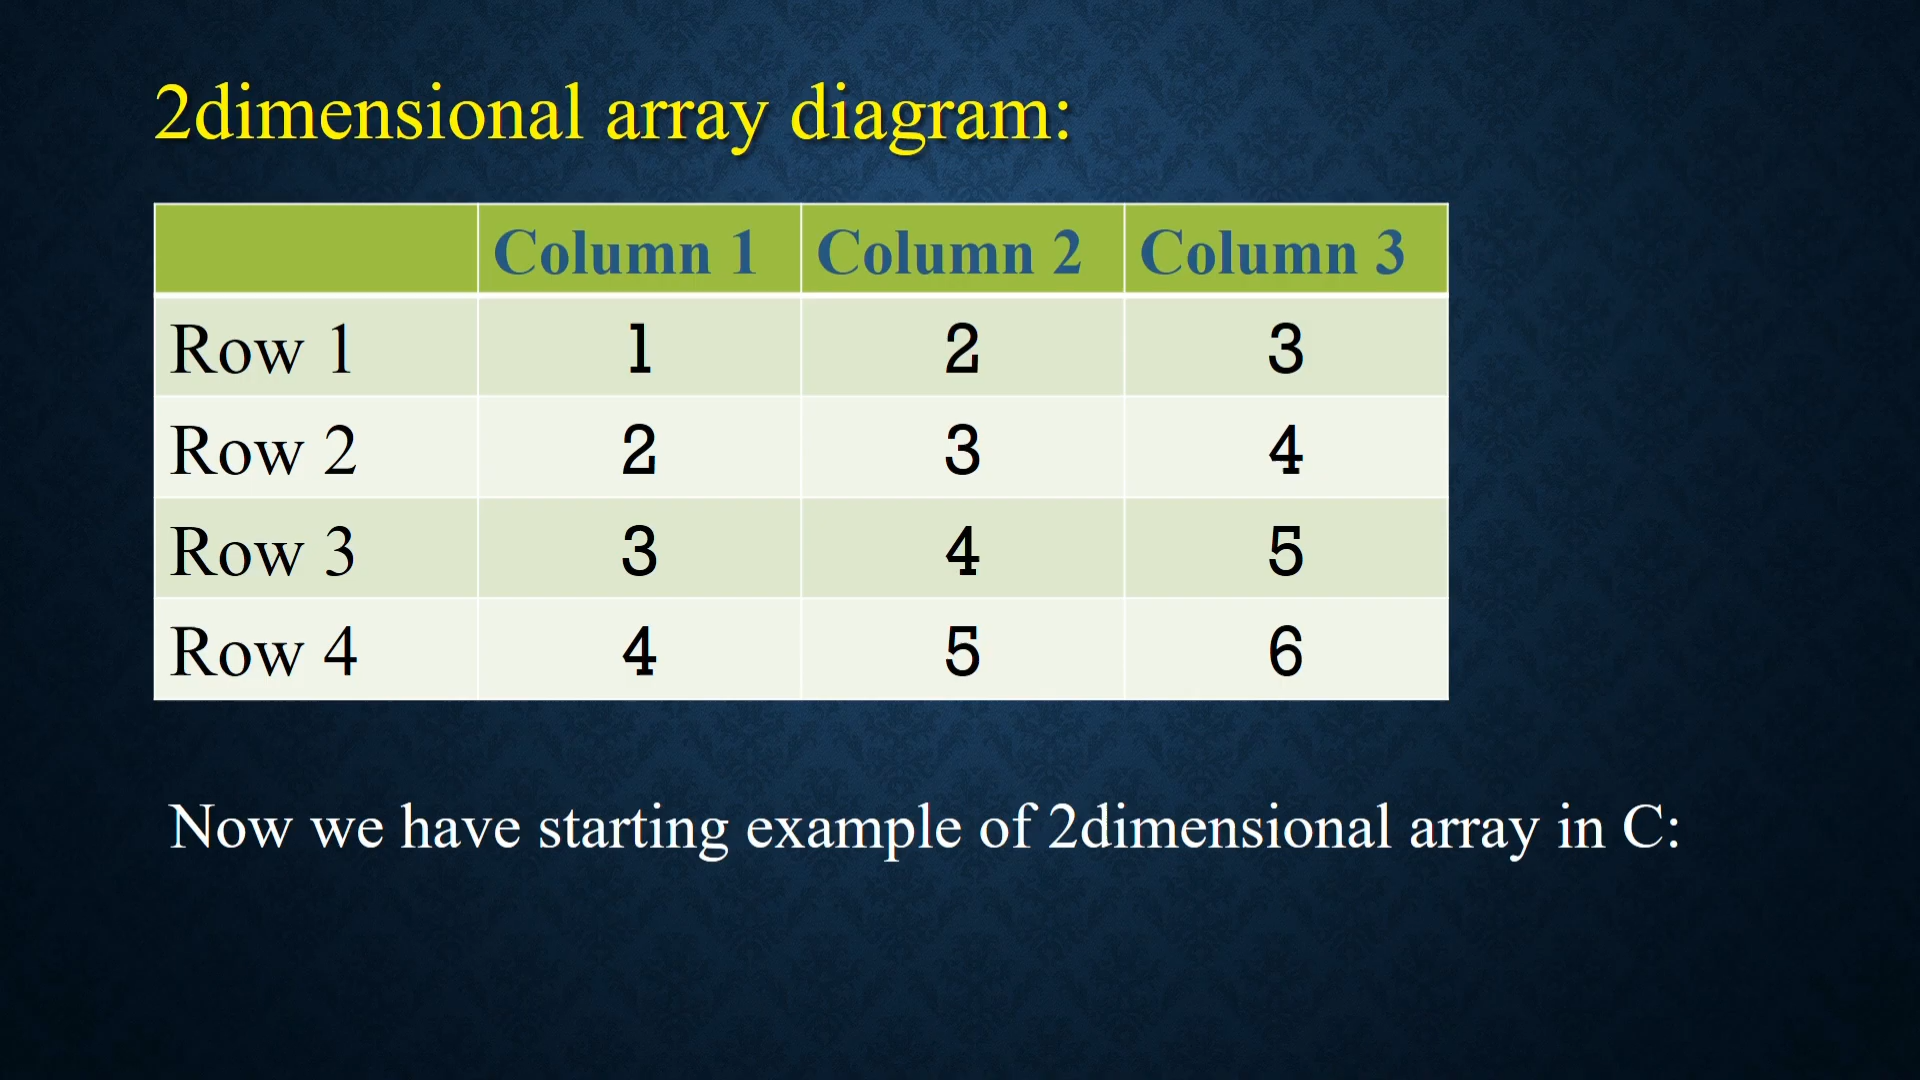 2dimensional array diagram:
Column 1 Column 2 Column 3
Row 1 1 2 3
Row 2 2 3 4
Row 3 3 4 5
Row 4 4 5 6
Now we have starting example of 2dimensional array in C: